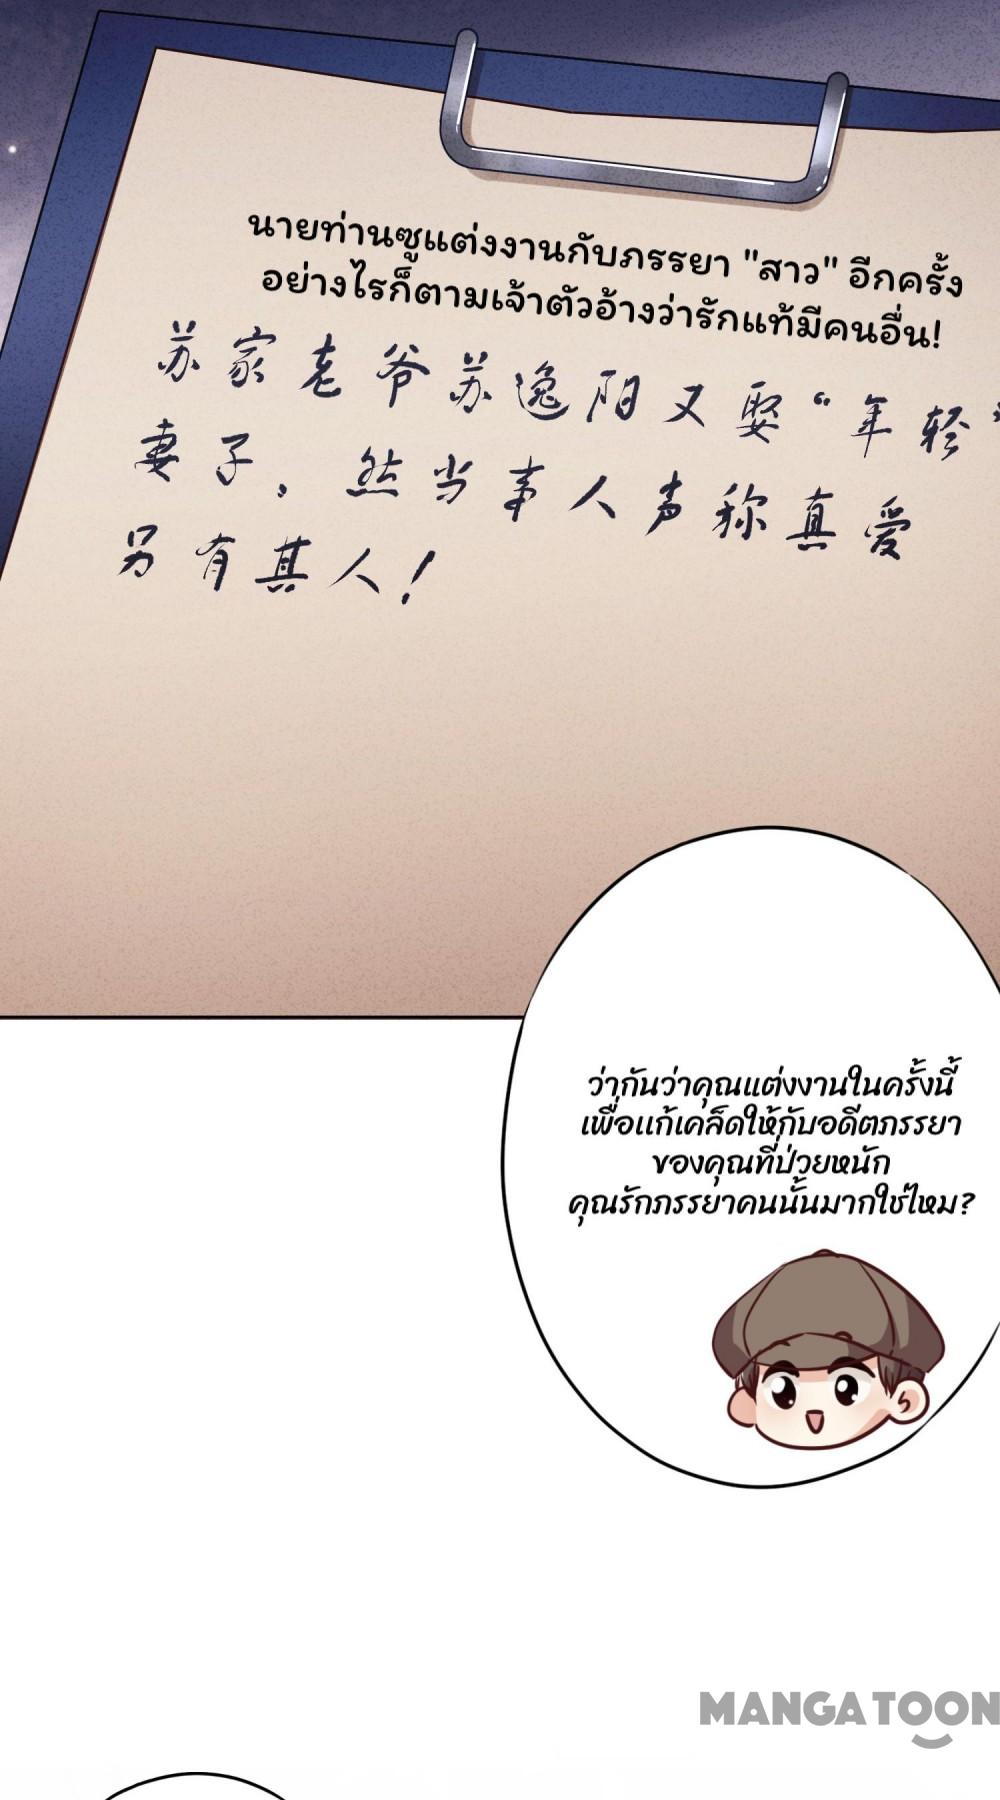 นายท่านซูแต่งงานกับภรรยา "สาว" อีกครั้ง
อย่างไรก็ตามเจ้าตัวอ้างว่ารักแท้มีคนอื่น!
苏家老爷苏逸阳又娶“年轻”
妻子，然当事人声称真爱
另有其人！
ว่ากันว่าคุณแต่งงานในครั้งนี้
เพื่อแก้เคล็ดให้กับอดีตภรรยา
ของคุณที่ป่วยหนัก
คุณรักภรรยาคนนั้นมากใช่ไหม?
MANGATOON